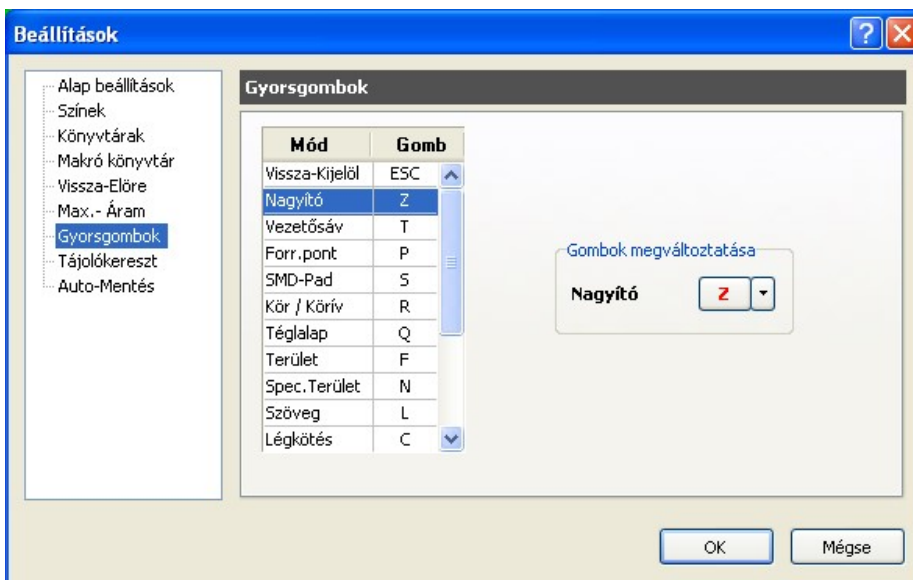 Beállítások
Alap beállítások
Színek
Könyvtárak
Makró könyvtár
Vissza-Elöre
Max.- Áram
Gyorsgombok
Tájolókereszt
Auto-Mentés
Gyorsgombok
Mód Gomb
Vissza-Kijelöl ESC
Nagyító Z
Vezetősáv T
Forr.pont P
SMD-Pad S
Kör / Körív R
Téglalap Q
Terület F
Spec.Terület N
Szöveg L
Légkötés C
Gombok megváltoztatása
Nagyító Z
OK Mégse